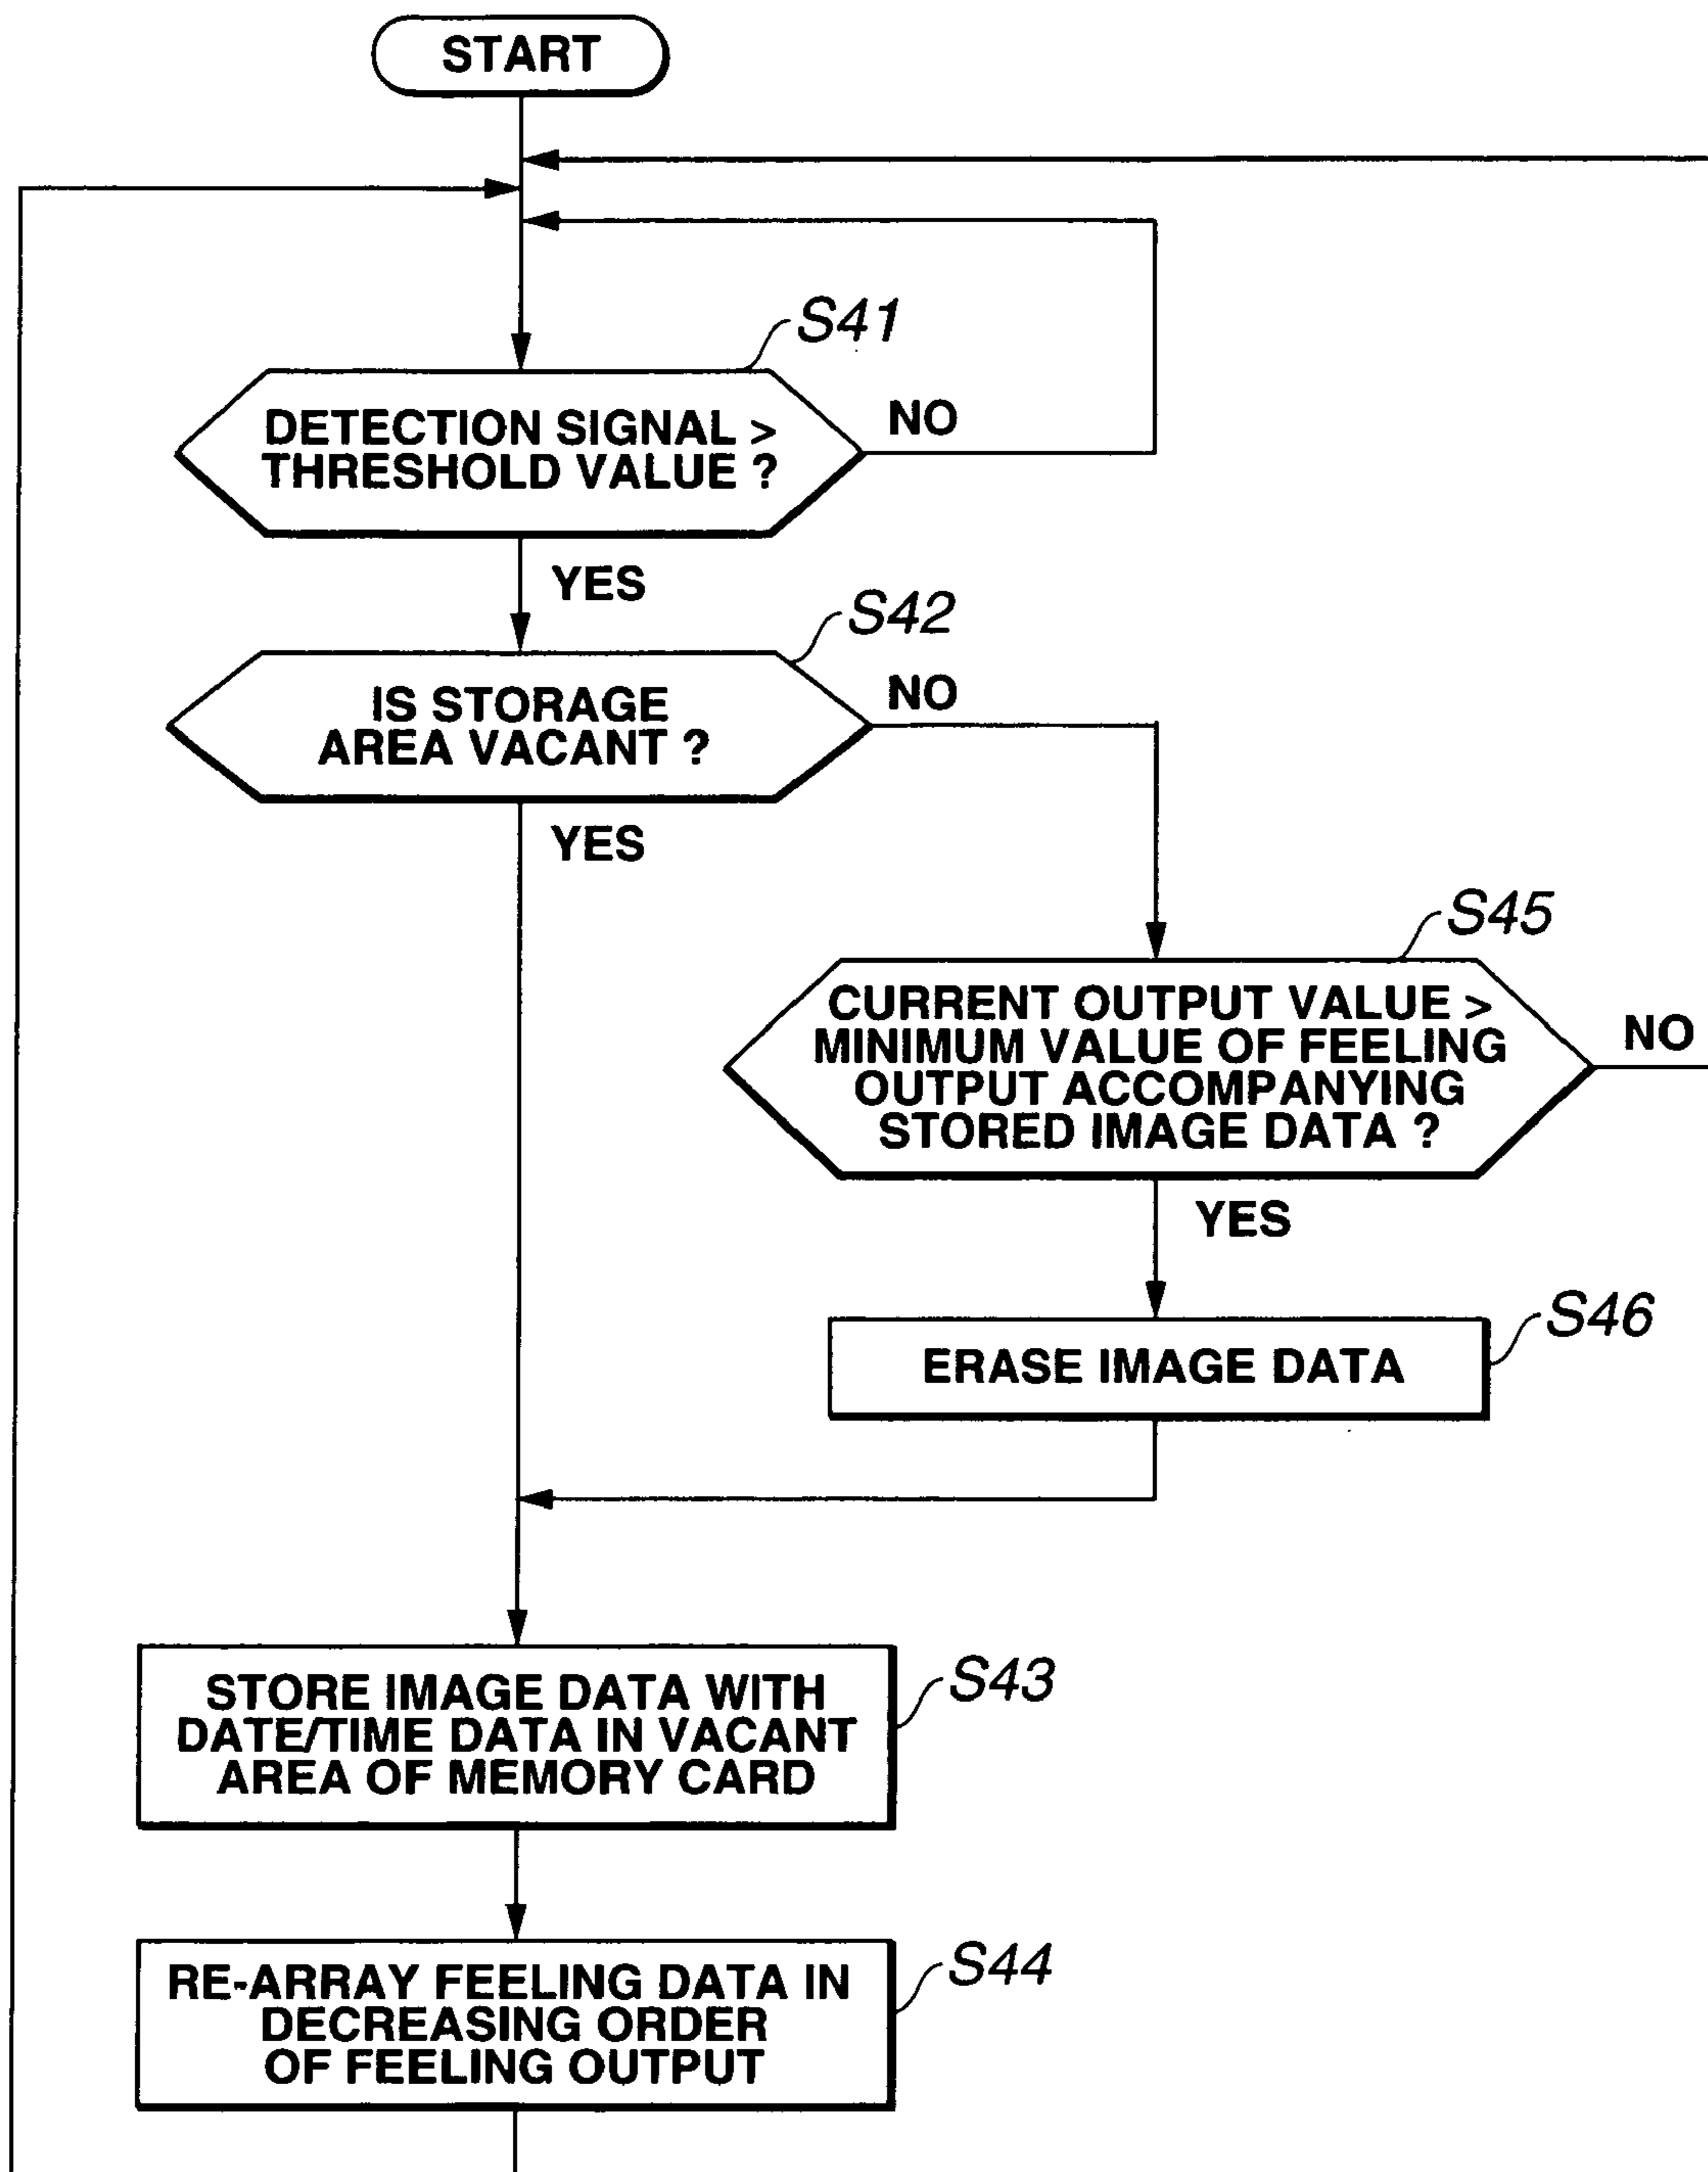 START
S41
DETECTION SIGNAL >
THRESHOLD VALUE ?
NO
YES
S42
IS STORAGE
AREA VACANT ?
NO
YES
S45
CURRENT OUTPUT VALUE >
MINIMUM VALUE OF FEELING
OUTPUT ACCOMPANYING
STORED IMAGE DATA ?
NO
YES
S46
ERASE IMAGE DATA
S43
STORE IMAGE DATA WITH
DATE/TIME DATA IN VACANT
AREA OF MEMORY CARD
S44
RE-ARRAY FEELING DATA IN
DECREASING ORDER
OF FEELING OUTPUT